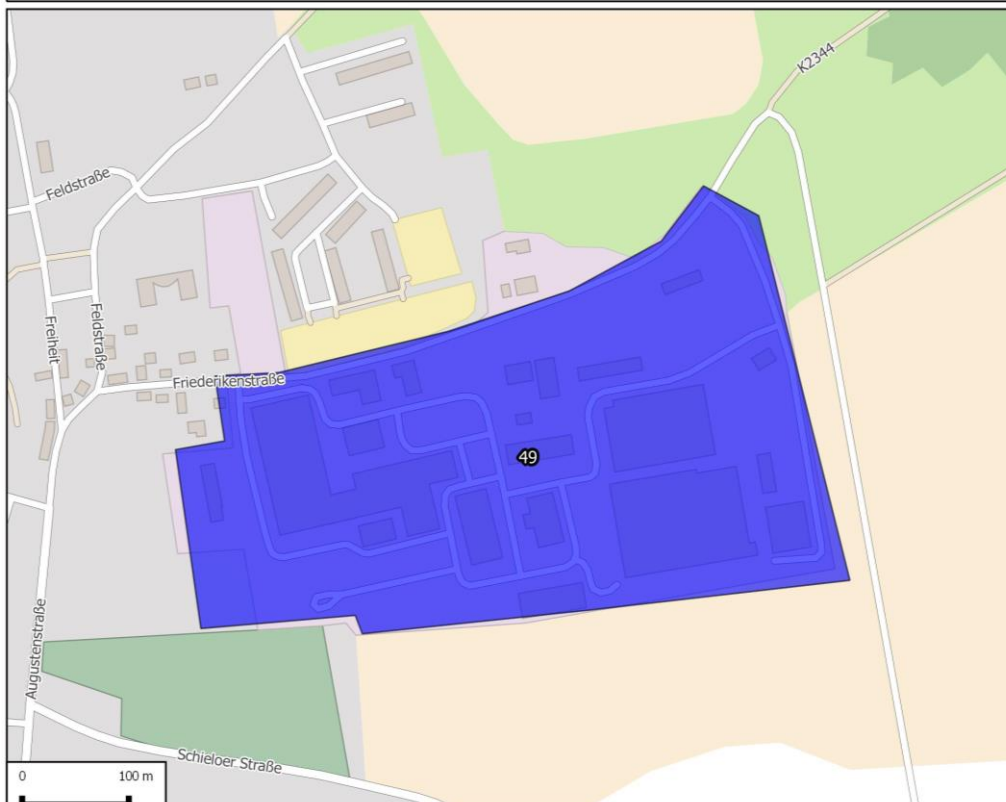 K2344
Feldstraße
Freiheit
Feldstraße
Friederikenstraße
49
Augustenstraße
Schieloer Straße
0 100 m